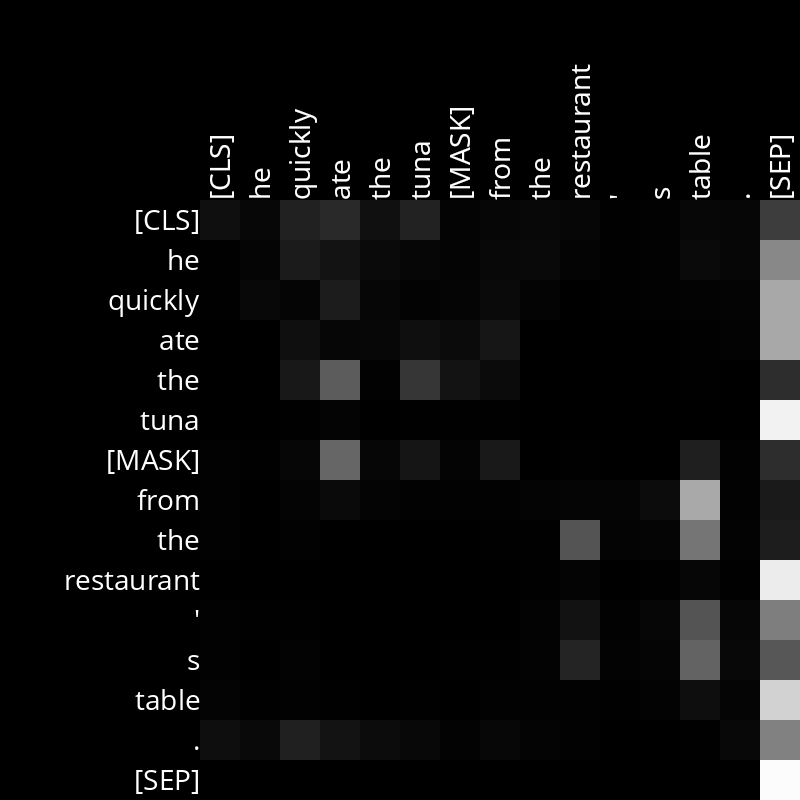 [CLS] he quickly ate the tuna [MASK] from the restaurant ' s table . [SEP]
[CLS]
he
quickly
ate
the
tuna
[MASK]
from
the
restaurant
'
s
table
.
[SEP]